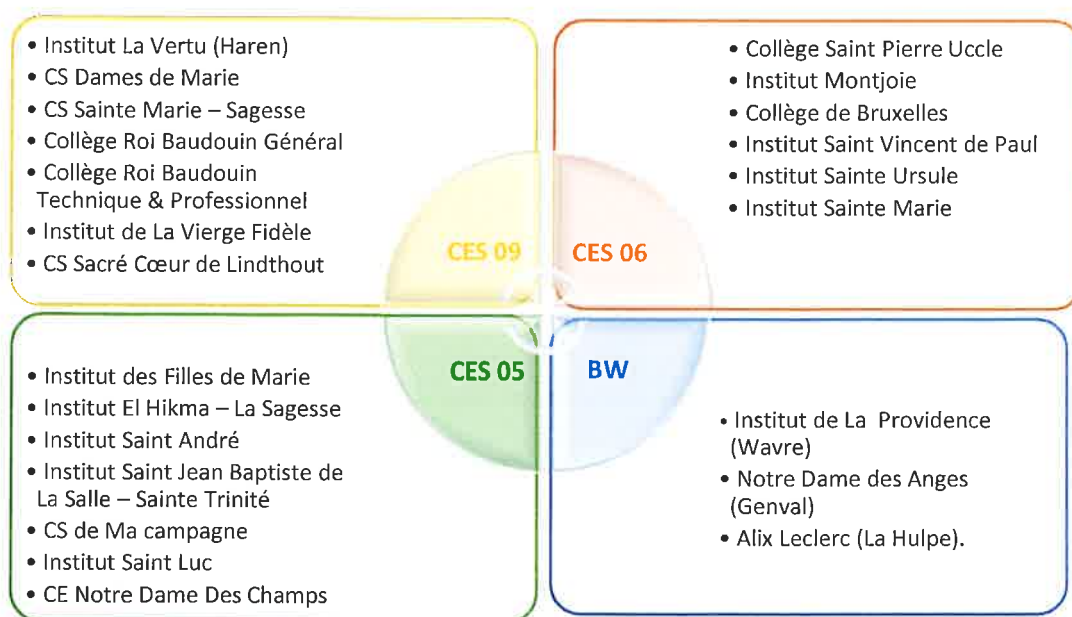 • Institut La Vertu (Haren)
• CS Dames de Marie
• CS Sainte Marie – Sagesse
• Collège Roi Baudouin Général
• Collège Roi Baudouin
Technique & Professionnel
• Institut de La Vierge Fidèle
• CS Sacré Cœur de Lindthout
CES 09
• Collège Saint Pierre Uccle
• Institut Montjoie
• Collège de Bruxelles
• Institut Saint Vincent de Paul
• Institut Sainte Ursule
• Institut Sainte Marie
CES 06
• Institut des Filles de Marie
• Institut El Hikma – La Sagesse
• Institut Saint André
• Institut Saint Jean Baptiste de
La Salle – Sainte Trinité
• CS de Ma campagne
• Institut Saint Luc
• CE Notre Dame Des Champs
CES 05
BW
• Institut de La Providence
(Wavre)
• Notre Dame des Anges
(Genval)
• Alix Leclerc (La Hulpe).